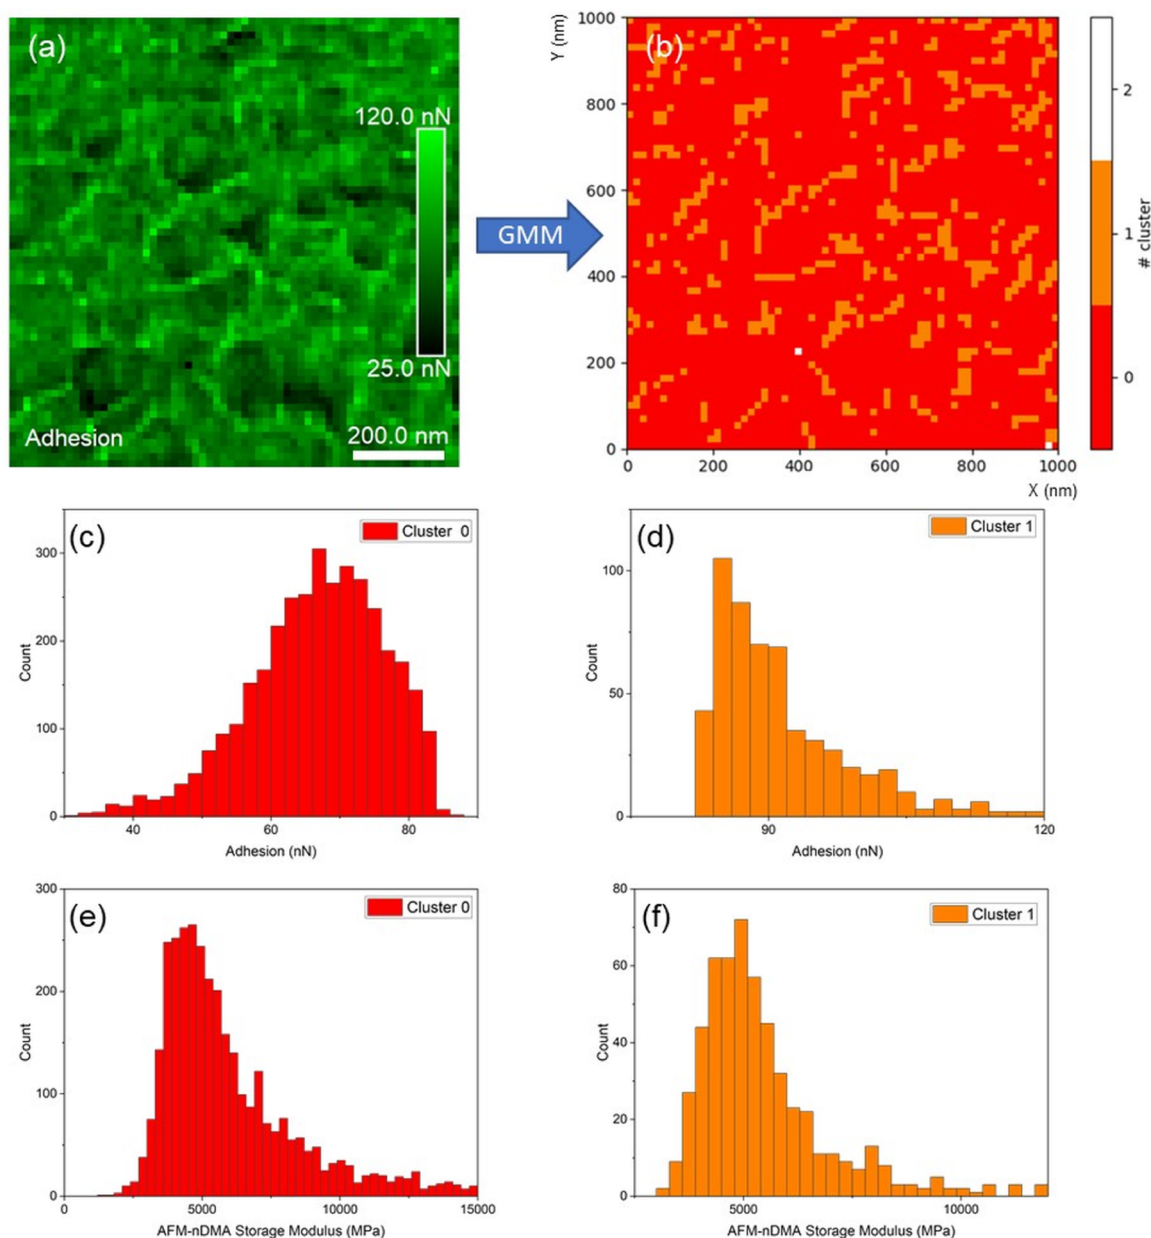 (a)
120.0 nN
25.0 nN
Adhesion
200.0 nm
GMM
Y (nm)
(b)
1000
800
600
400
200
0
0 200 400 600 800 1000
X (nm)
2
1
0
# cluster
(c)
Cluster 0
300
200
100
0
Count
40 60 80
Adhesion (nN)
(d)
Cluster 1
100
50
0
Count
90 120
Adhesion (nN)
(e)
Cluster 0
300
200
100
0
Count
0 5000 10000 15000
AFM-nDMA Storage Modulus (MPa)
(f)
Cluster 1
80
60
40
20
0
Count
5000 10000
AFM-nDMA Storage Modulus (MPa)